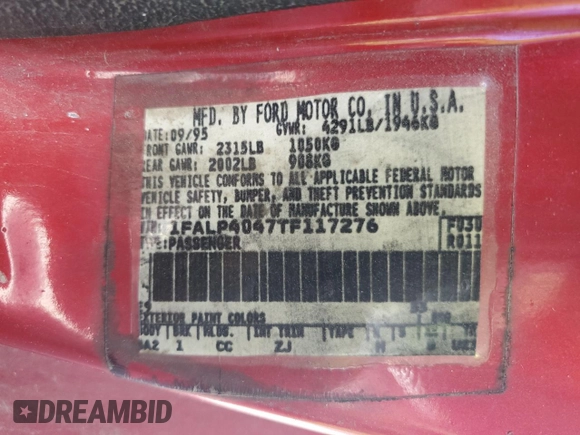 MFD. BY FORD MOTOR CO. IN U.S.A.
DATE: 09/95 GVWR: 4291LB/1946KG
FRONT GAWR: 2315LB 1050KG
REAR GAWR: 2002LB 908KG
THIS VEHICLE CONFORMS TO ALL APPLICABLE FEDERAL MOTOR
VEHICLE SAFETY, BUMPER, AND THEFT PREVENTION STANDARDS
IN EFFECT ON THE DATE OF MANUFACTURE SHOWN ABOVE.
1FALP4047TF117276
TYPE: PASSENGER R011
EXTERIOR PAINT COLORS
BODY BRK MLDG. INT TRIM TAPE
1 CC ZJ
DREAMBID